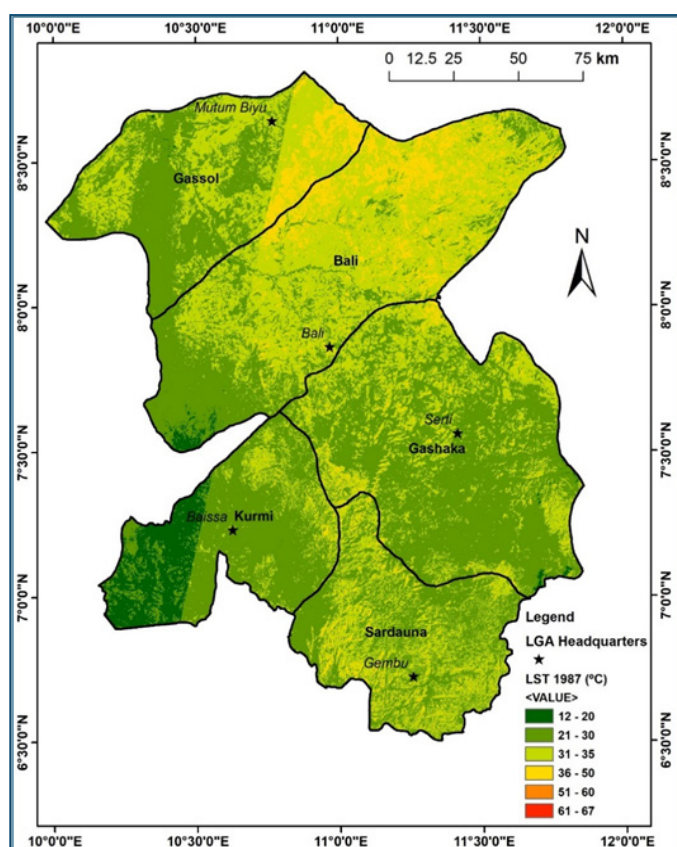 10°0'0"E 10°30'0"E 11°0'0"E 11°30'0"E 12°0'0"E
0 12.5 25 50 75 km
Mutum Biyu
8°30'0"N 8°30'0"N
Gassol
N
Bali
8°0'0"N 8°0'0"N
Bali
Serti
7°30'0"N 7°30'0"N
Gashaka
Baissa Kurmi
7°0'0"N 7°0'0"N
Legend
Sardauna
LGA Headquarters
Gembu
LST 1987 (ºC)
<VALUE>
12 - 20
21 - 30
6°30'0"N 6°30'0"N
31 - 35
36 - 50
51 - 60
61 - 67
10°0'0"E 10°30'0"E 11°0'0"E 11°30'0"E 12°0'0"E